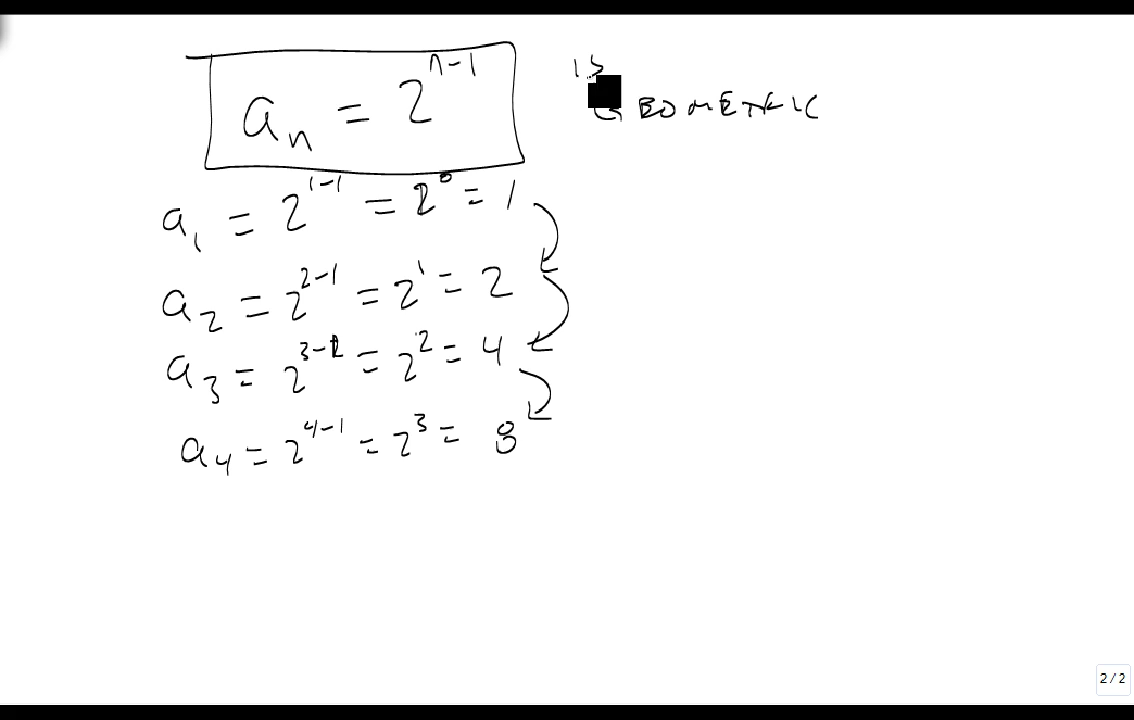 aₙ = 2ⁿ⁻¹ IS
GEOMETRIC
a₁ = 2¹⁻¹ = 2⁰ = 1
a₂ = 2²⁻¹ = 2¹ = 2
a₃ = 2³⁻¹ = 2² = 4
a₄ = 2⁴⁻¹ = 2³ = 8
2/2